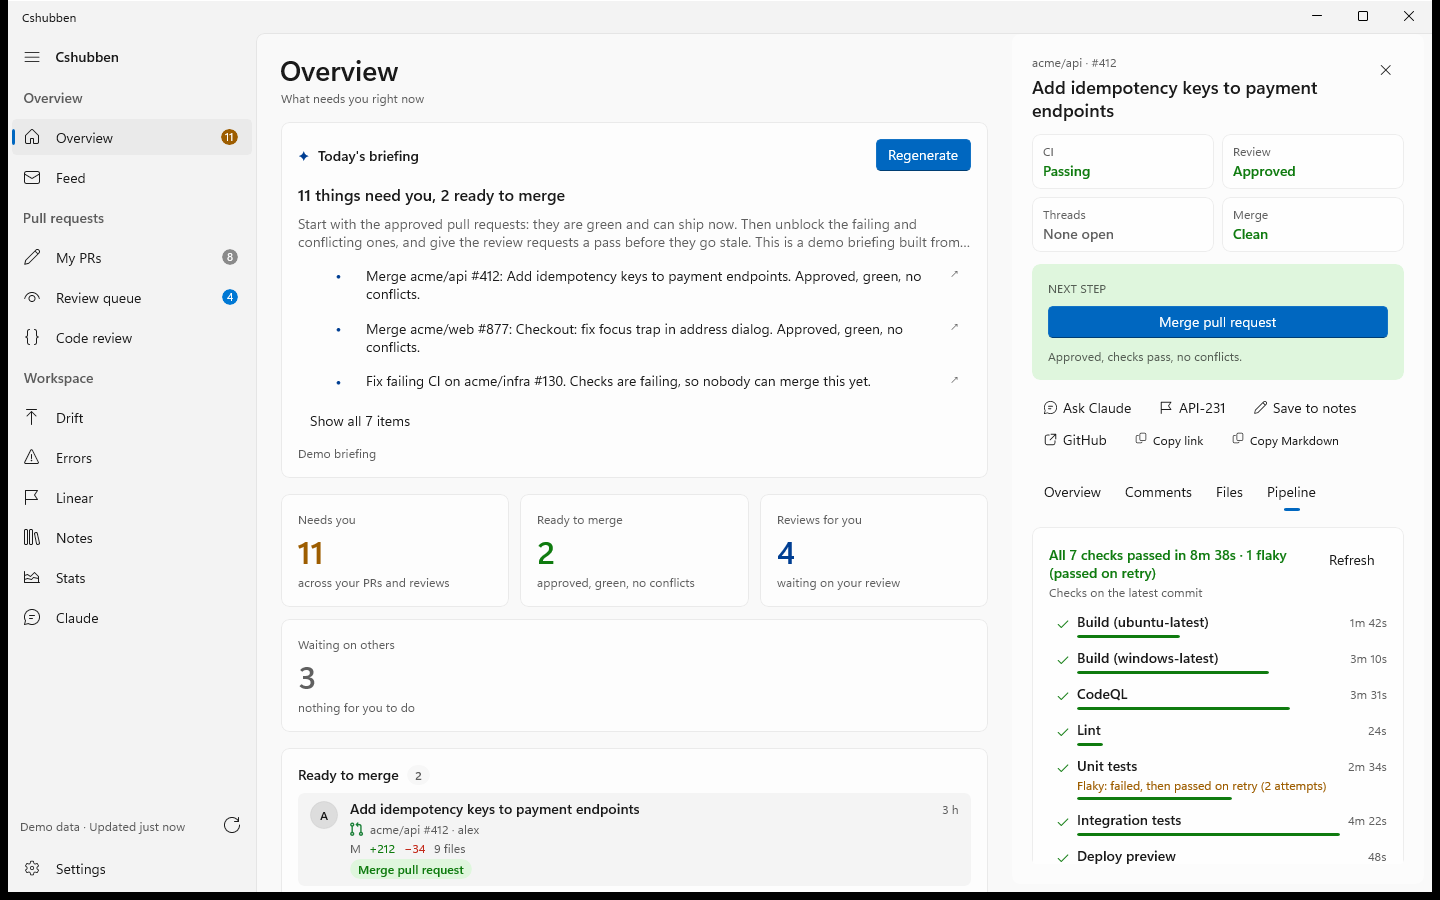 Cshubben
Cshubben
Overview
Overview
11
Feed
Pull requests
My PRs
8
Review queue
4
Code review
Workspace
Drift
Errors
Linear
Notes
Stats
Claude
Demo data · Updated just now
Settings
Overview
What needs you right now
Today's briefing
Regenerate
11 things need you, 2 ready to merge
Start with the approved pull requests: they are green and can ship now. Then unblock the failing and
conflicting ones, and give the review requests a pass before they go stale. This is a demo briefing built from...
• Merge acme/api #412: Add idempotency keys to payment endpoints. Approved, green, no
conflicts.
• Merge acme/web #877: Checkout: fix focus trap in address dialog. Approved, green, no
conflicts.
• Fix failing CI on acme/infra #130. Checks are failing, so nobody can merge this yet.
Show all 7 items
Demo briefing
Needs you
11
across your PRs and reviews
Ready to merge
2
approved, green, no conflicts
Reviews for you
4
waiting on your review
Waiting on others
3
nothing for you to do
Ready to merge 2
A
Add idempotency keys to payment endpoints
3 h
acme/api #412 · alex
M +212 −34 9 files
Merge pull request
acme/api · #412
Add idempotency keys to payment
endpoints
CI
Passing
Review
Approved
Threads
None open
Merge
Clean
NEXT STEP
Merge pull request
Approved, checks pass, no conflicts.
Ask Claude
API-231
Save to notes
GitHub
Copy link
Copy Markdown
Overview
Comments
Files
Pipeline
All 7 checks passed in 8m 38s · 1 flaky
(passed on retry)
Refresh
Checks on the latest commit
Build (ubuntu-latest) 1m 42s
Build (windows-latest) 3m 10s
CodeQL 3m 31s
Lint 24s
Unit tests 2m 34s
Flaky: failed, then passed on retry (2 attempts)
Integration tests 4m 22s
Deploy preview 48s